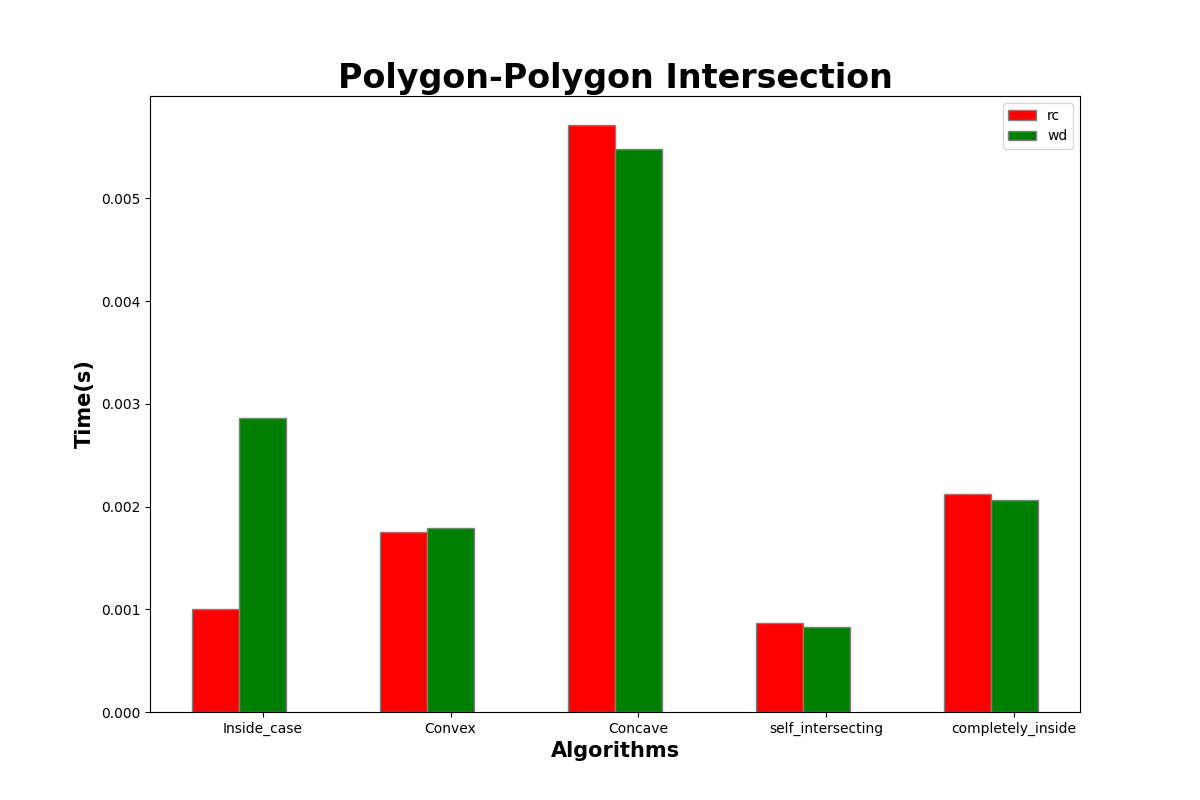 Polygon-Polygon Intersection
rc
wd
0.005
0.004
0.003
0.002
0.001
0.000
Time(s)
Inside_case Convex Concave self_intersecting completely_inside
Algorithms